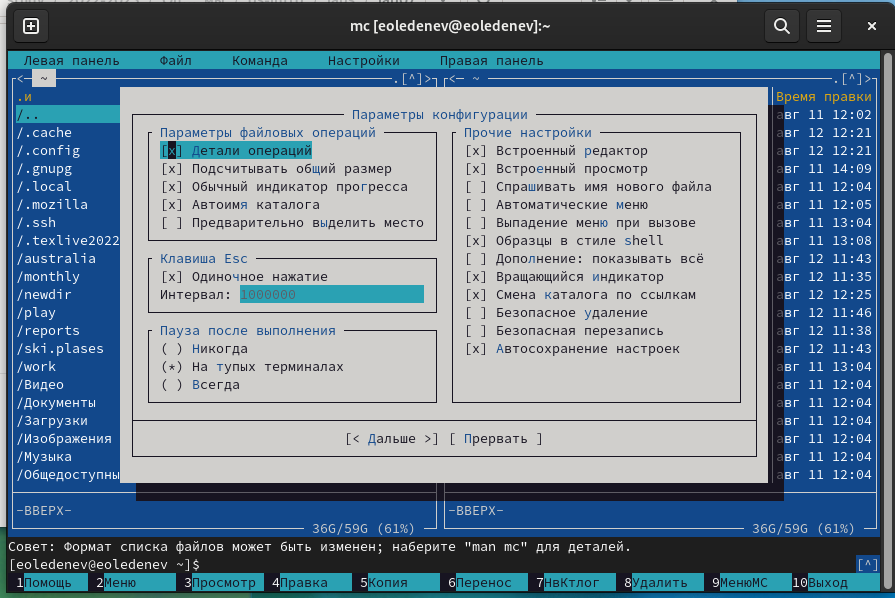 mc [eoledenev@eoledenev]:~
Левая панель Файл Команда Настройки Правая панель
<— ~ .[^]> <— ~ .[^]>
.и Время правки
Параметры конфигурации
/.. авг 11 12:02
Параметры файловых операций Прочие настройки
/.cache авг 12 12:21
[x] Детали операций [x] Встроенный редактор
/.config авг 12 12:21
[x] Подсчитывать общий размер [x] Встроенный просмотр
/.gnupg авг 11 14:09
[x] Обычный индикатор прогресса [ ] Спрашивать имя нового файла
/.local авг 11 12:04
[x] Автоимя каталога [ ] Автоматические меню
/.mozilla авг 11 12:05
[ ] Предварительно выделить место [ ] Выпадение меню при вызове
/.ssh авг 11 13:04
[x] Образцы в стиле shell
/.texlive2022 авг 11 13:08
Клавиша Esc [ ] Дополнение: показывать всё
/australia авг 12 11:43
[x] Одиночное нажатие [x] Вращающийся индикатор
/monthly авг 12 11:35
Интервал: 1000000 [x] Смена каталога по ссылкам
/newdir авг 12 12:25
[ ] Безопасное удаление
/play авг 12 11:46
Пауза после выполнения [ ] Безопасная перезапись
/reports авг 12 11:38
( ) Никогда [x] Автосохранение настроек
/ski.plases авг 12 11:43
(*) На тупых терминалах
/work авг 11 13:04
( ) Всегда
/Видео авг 11 12:04
/Документы авг 11 12:04
/Загрузки авг 11 12:04
[< Дальше >] [ Прервать ]
/Изображения авг 11 12:04
/Музыка авг 11 12:04
/Общедоступны авг 11 12:04
-ВВЕРХ- -ВВЕРХ-
36G/59G (61%) 36G/59G (61%)
Совет: Формат списка файлов может быть изменен; наберите "man mc" для деталей.
[eoledenev@eoledenev ~]$ [^]
1Помощь 2Меню 3Просмотр 4Правка 5Копия 6Перенос 7НвКтлог 8Удалить 9МенюМС 10Выход